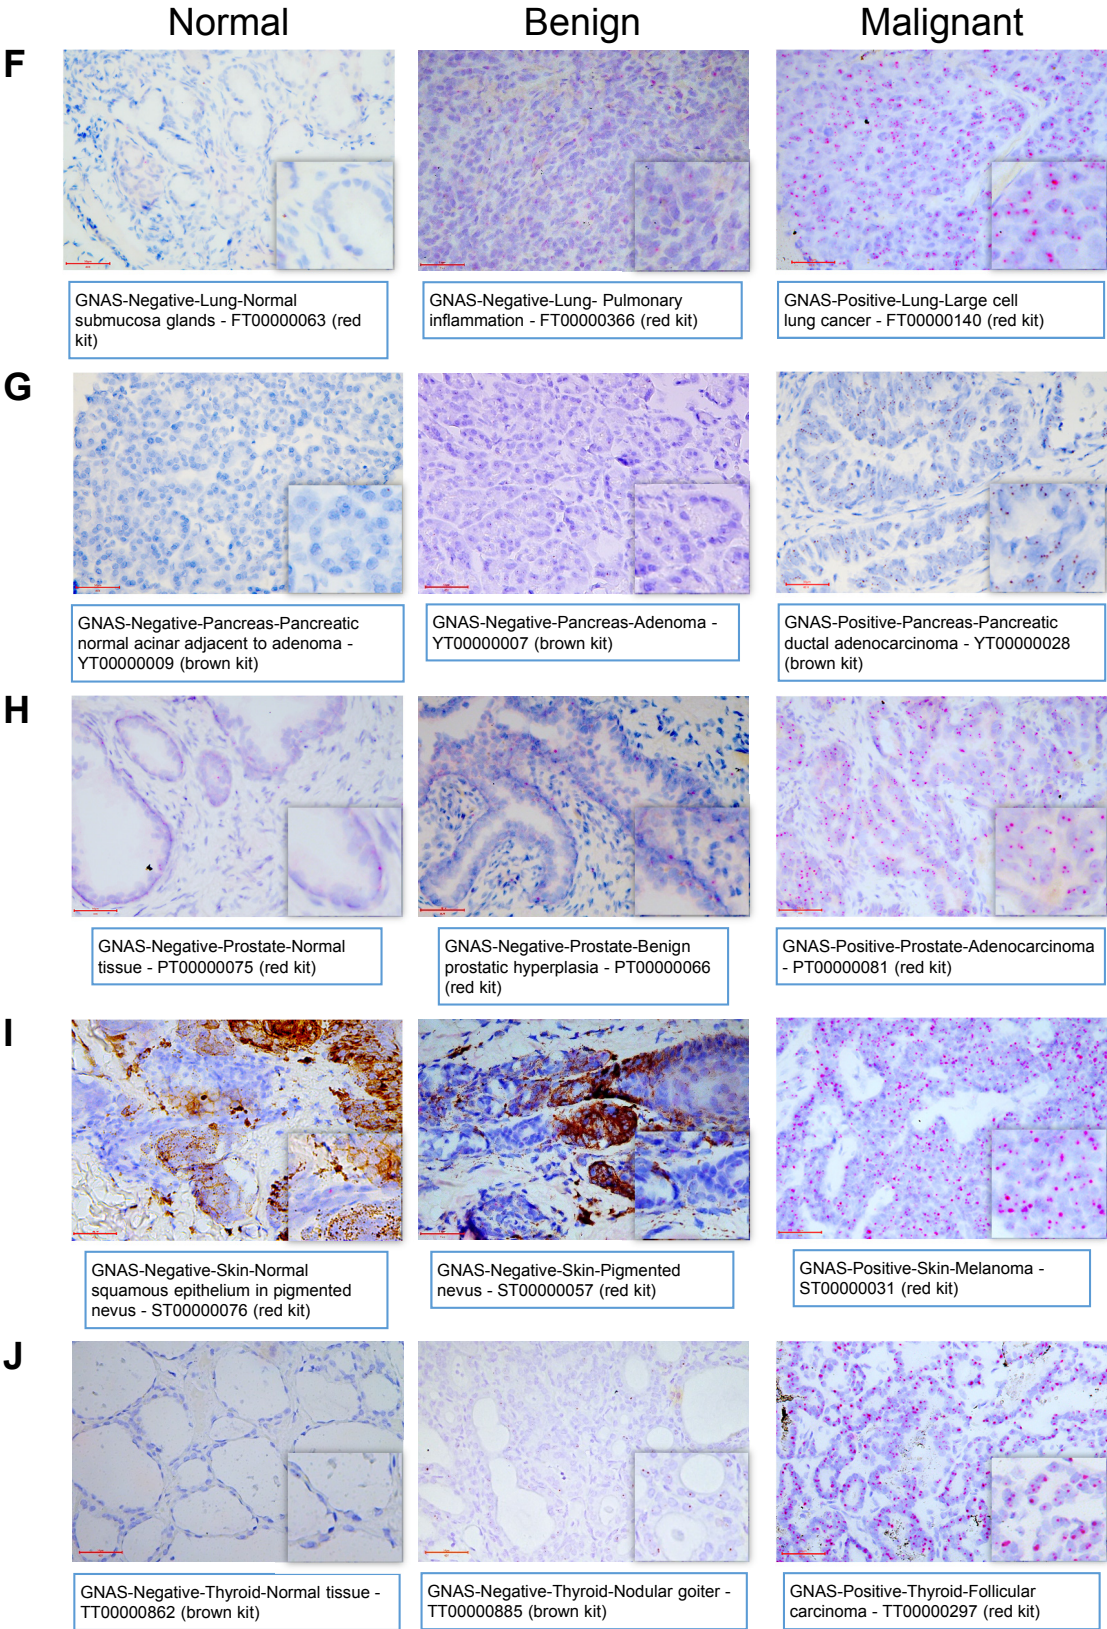 Normal
Benign
Malignant
F
GNAS-Negative-Lung-Normal
submucosa glands - FT00000063 (red
kit)
GNAS-Negative-Lung- Pulmonary
inflammation - FT00000366 (red kit)
GNAS-Positive-Lung-Large cell
lung cancer - FT00000140 (red kit)
G
GNAS-Negative-Pancreas-Pancreatic
normal acinar adjacent to adenoma -
YT00000009 (brown kit)
GNAS-Negative-Pancreas-Adenoma -
YT00000007 (brown kit)
GNAS-Positive-Pancreas-Pancreatic
ductal adenocarcinoma - YT00000028
(brown kit)
H
GNAS-Negative-Prostate-Normal
tissue - PT00000075 (red kit)
GNAS-Negative-Prostate-Benign
prostatic hyperplasia - PT00000066
(red kit)
GNAS-Positive-Prostate-Adenocarcinoma
- PT00000081 (red kit)
I
GNAS-Negative-Skin-Normal
squamous epithelium in pigmented
nevus - ST00000076 (red kit)
GNAS-Negative-Skin-Pigmented
nevus - ST00000057 (red kit)
GNAS-Positive-Skin-Melanoma -
ST00000031 (red kit)
J
GNAS-Negative-Thyroid-Normal tissue -
TT00000862 (brown kit)
GNAS-Negative-Thyroid-Nodular goiter -
TT00000885 (brown kit)
GNAS-Positive-Thyroid-Follicular
carcinoma - TT00000297 (red kit)